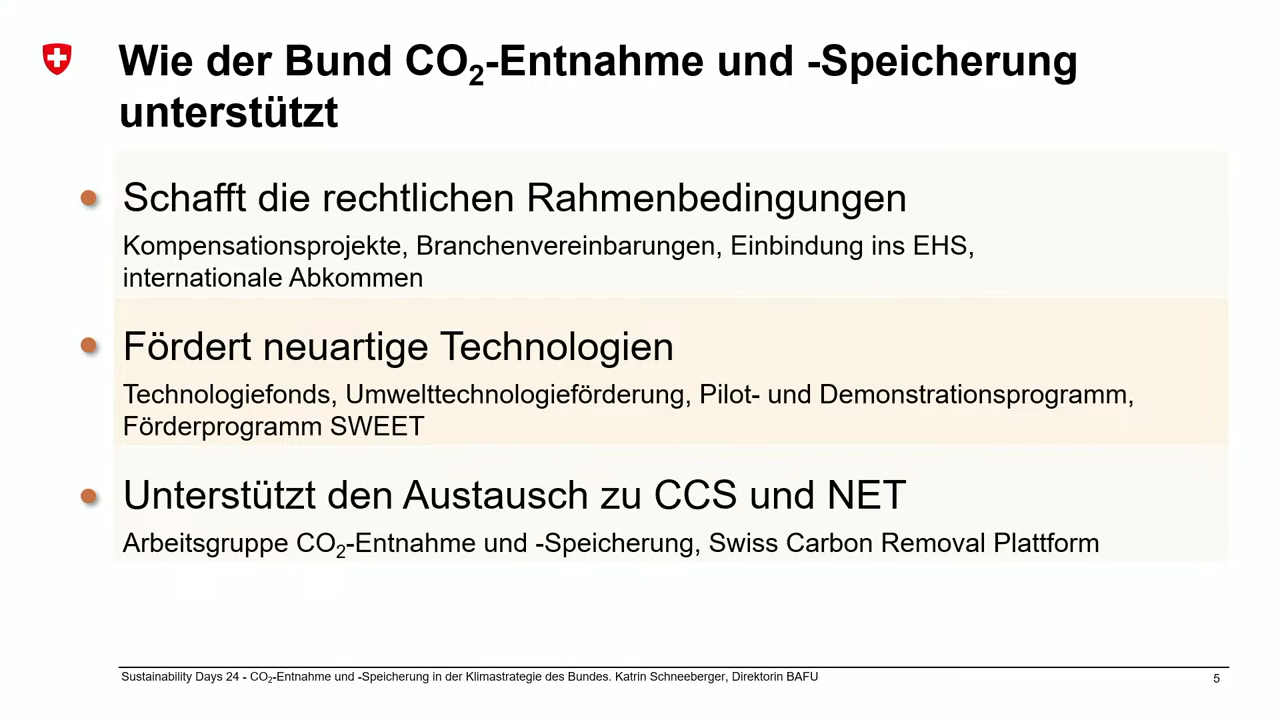 Wie der Bund CO₂-Entnahme und -Speicherung
unterstützt
Schafft die rechtlichen Rahmenbedingungen
Kompensationsprojekte, Branchenvereinbarungen, Einbindung ins EHS,
internationale Abkommen
Fördert neuartige Technologien
Technologiefonds, Umwelttechnologieförderung, Pilot- und Demonstrationsprogramm,
Förderprogramm SWEET
Unterstützt den Austausch zu CCS und NET
Arbeitsgruppe CO₂-Entnahme und -Speicherung, Swiss Carbon Removal Plattform
Sustainability Days 24 - CO₂-Entnahme und -Speicherung in der Klimastrategie des Bundes. Katrin Schneeberger, Direktorin BAFU
5